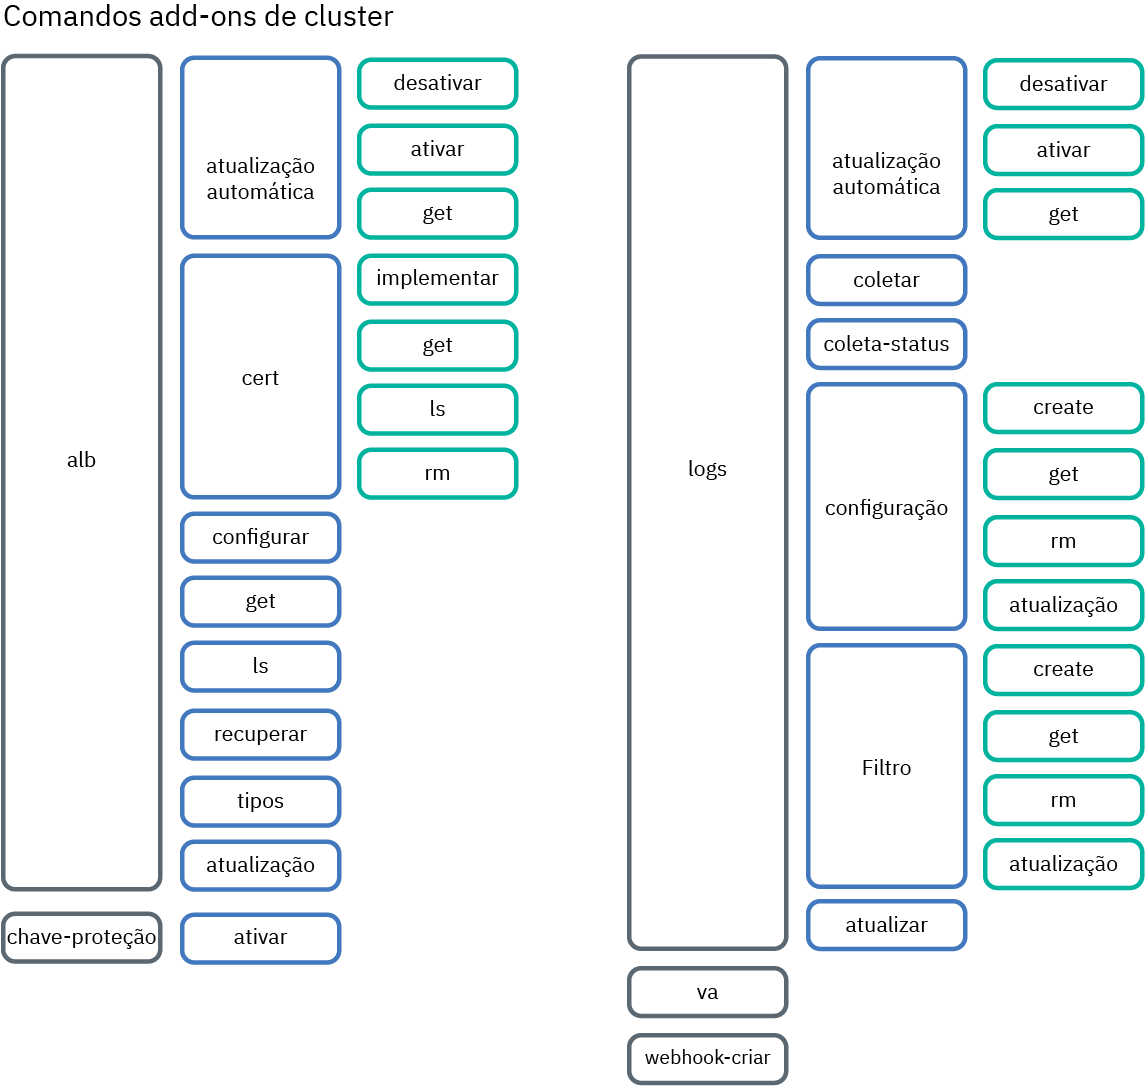 Comandos add-ons de cluster
alb
atualização
automática
desativar
ativar
get
cert
implementar
get
ls
rm
configurar
get
ls
recuperar
tipos
atualização
chave-proteção
ativar
logs
atualização
automática
desativar
ativar
get
coletar
coleta-status
configuração
create
get
rm
atualização
Filtro
create
get
rm
atualização
atualizar
va
webhook-criar